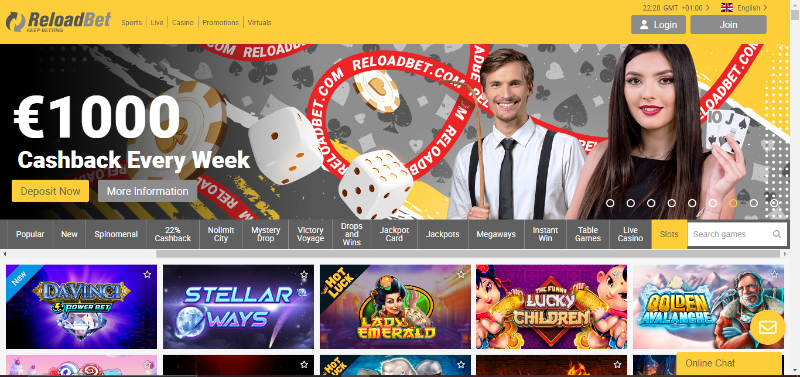 ReloadBet
KEEP BETTING
Sports Live Casino Promotions Virtuals
22:28 GMT +01:00 English
Login Join
RELOADBET.COM RELOADBET.COM
RELOADBET.COM
€1000
Cashback Every Week
Deposit Now More Information
Popular New Spinomenal 22% Cashback Nolimit City Mystery Drop Victory Voyage Drops and Wins Jackpot Card Jackpots Megaways Instant Win Table Games Live Casino Slots Search games
New
DAVINCI
POWER BET
STELLAR
WAYS
HOT LUCK
LADY
EMERALD
THE FUNNY
LUCKY
CHILDREN
GOLDEN
AVALANCHE
HOT LUCK
Online Chat